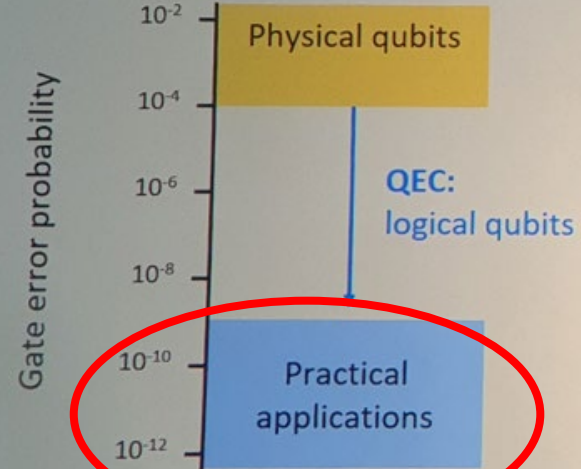 Gate error probability
10⁻²
10⁻⁴
10⁻⁶
10⁻⁸
10⁻¹⁰
10⁻¹²
Physical qubits
QEC:
logical qubits
Practical
applications